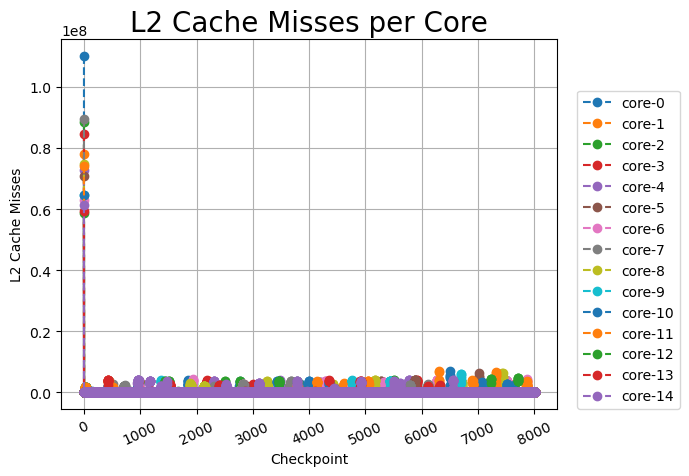 L2 Cache Misses per Core
1e8
1.0
0.8
0.6
0.4
0.2
0.0
L2 Cache Misses
0 1000 2000 3000 4000 5000 6000 7000 8000
Checkpoint
core-0
core-1
core-2
core-3
core-4
core-5
core-6
core-7
core-8
core-9
core-10
core-11
core-12
core-13
core-14